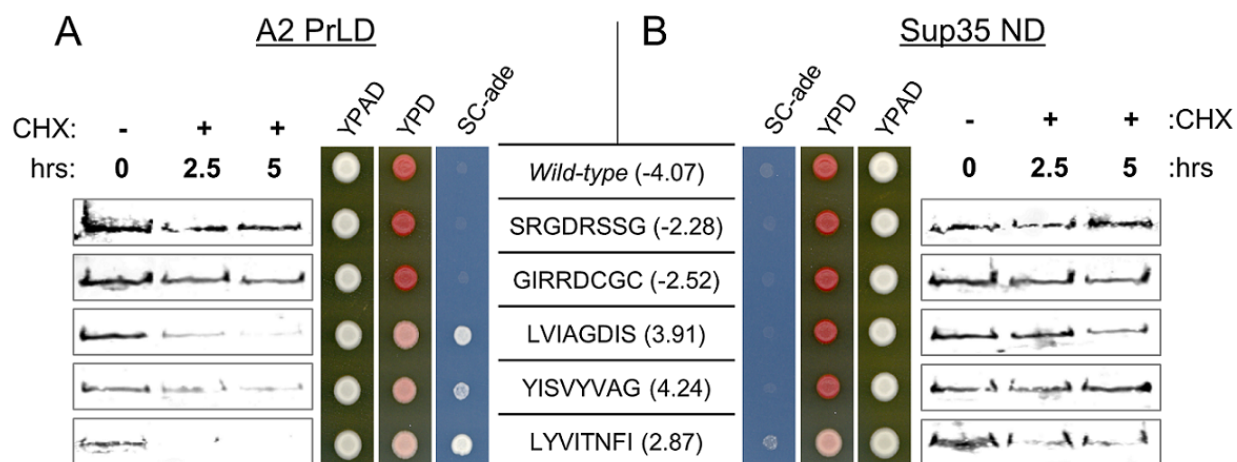 A
A2 PrLD
B
Sup35 ND
YPAD
YPD
SC-ade
SC-ade
YPD
YPAD
CHX: - + +
- + + :CHX
hrs: 0 2.5 5
0 2.5 5 :hrs
Wild-type (-4.07)
SRGDRSSG (-2.28)
GIRRDCGC (-2.52)
LVIAGDIS (3.91)
YISVYVAG (4.24)
LYVITNFI (2.87)